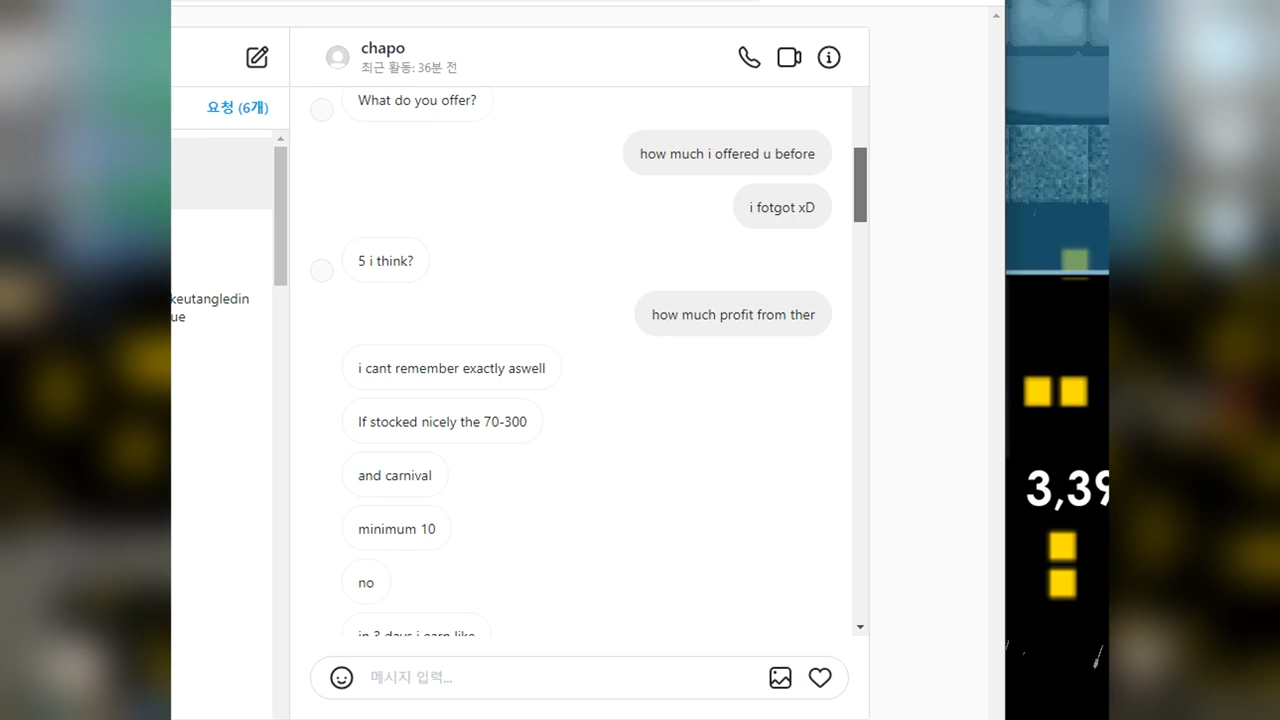 chapo
최근 활동: 36분 전
요청 (6개)
What do you offer?
how much i offered u before
i fotgot xD
5 i think?
keutangledin
ue
how much profit from ther
i cant remember exactly aswell
If stocked nicely the 70-300
and carnival
minimum 10
no
in 3 days i earn like
메시지 입력...
3,39